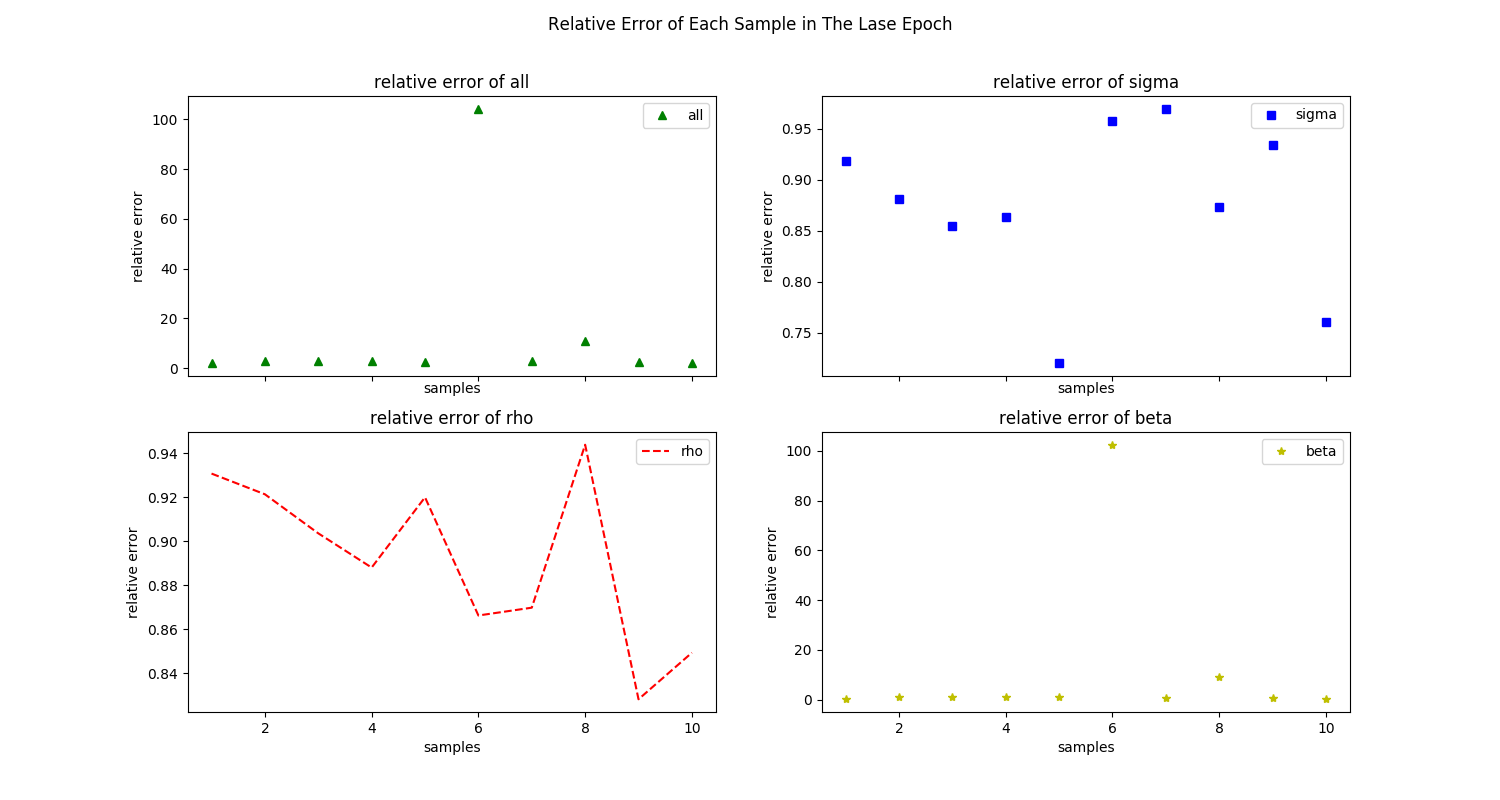 Relative Error of Each Sample in The Lase Epoch
relative error of all
relative error
100
80
60
40
20
0
all
samples
relative error of sigma
relative error
0.95
0.90
0.85
0.80
0.75
sigma
samples
relative error of rho
relative error
0.94
0.92
0.90
0.88
0.86
0.84
rho
2 4 6 8 10
samples
relative error of beta
relative error
100
80
60
40
20
0
beta
2 4 6 8 10
samples